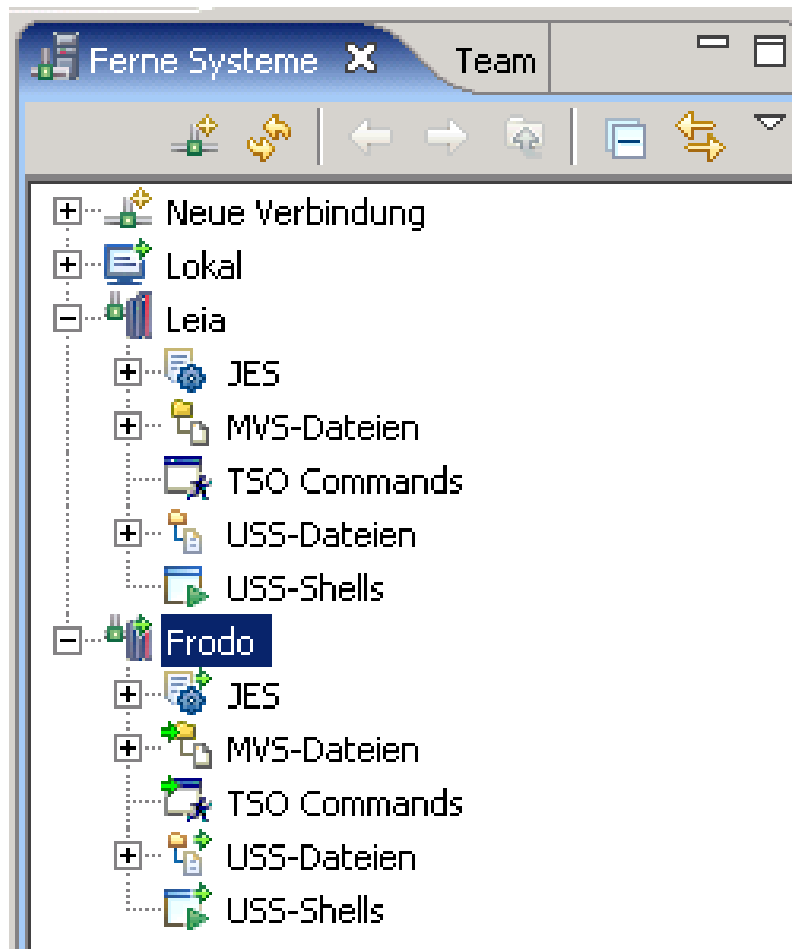 Ferne Systeme Team
Neue Verbindung
Lokal
Leia
JES
MVS-Dateien
TSO Commands
USS-Dateien
USS-Shells
Frodo
JES
MVS-Dateien
TSO Commands
USS-Dateien
USS-Shells